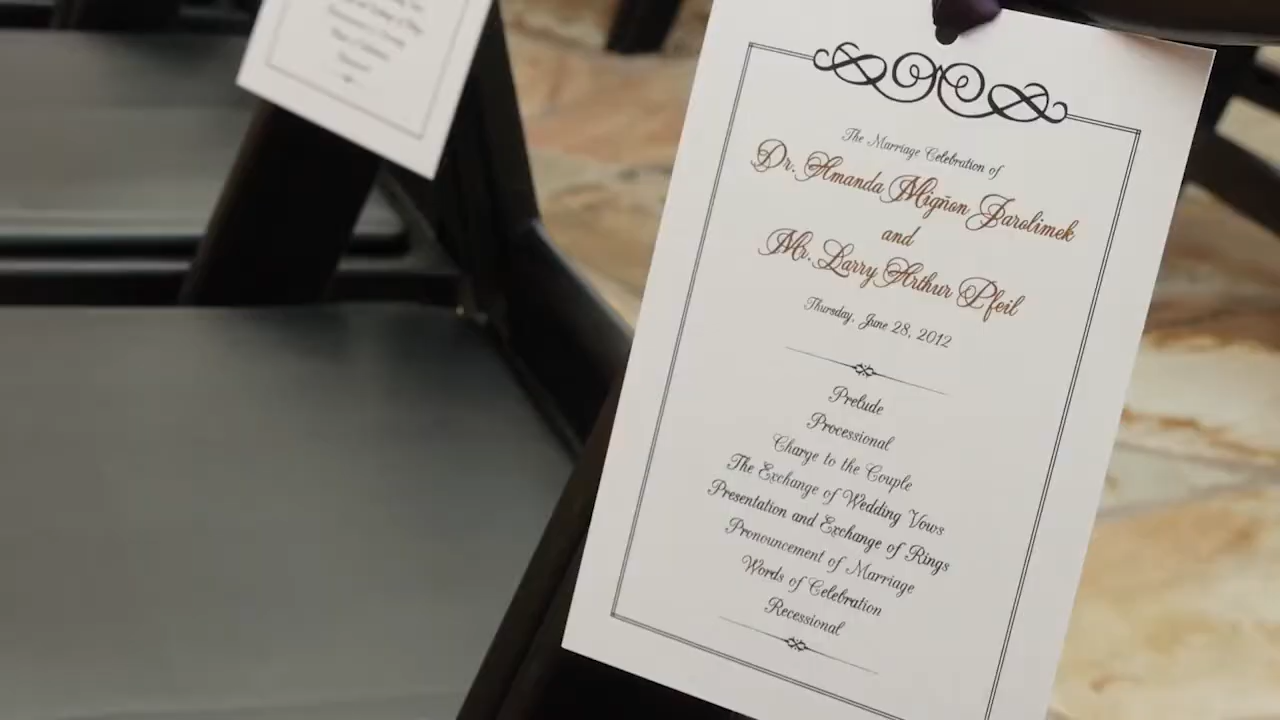 The Marriage Celebration of
Dr. Amanda Migñon Barolimek
and
Mr. Larry Arthur Pfeil
Thursday, June 28, 2012
Prelude
Processional
Charge to the Couple
The Exchange of Wedding Vows
Presentation and Exchange of Rings
Pronouncement of Marriage
Words of Celebration
Recessional